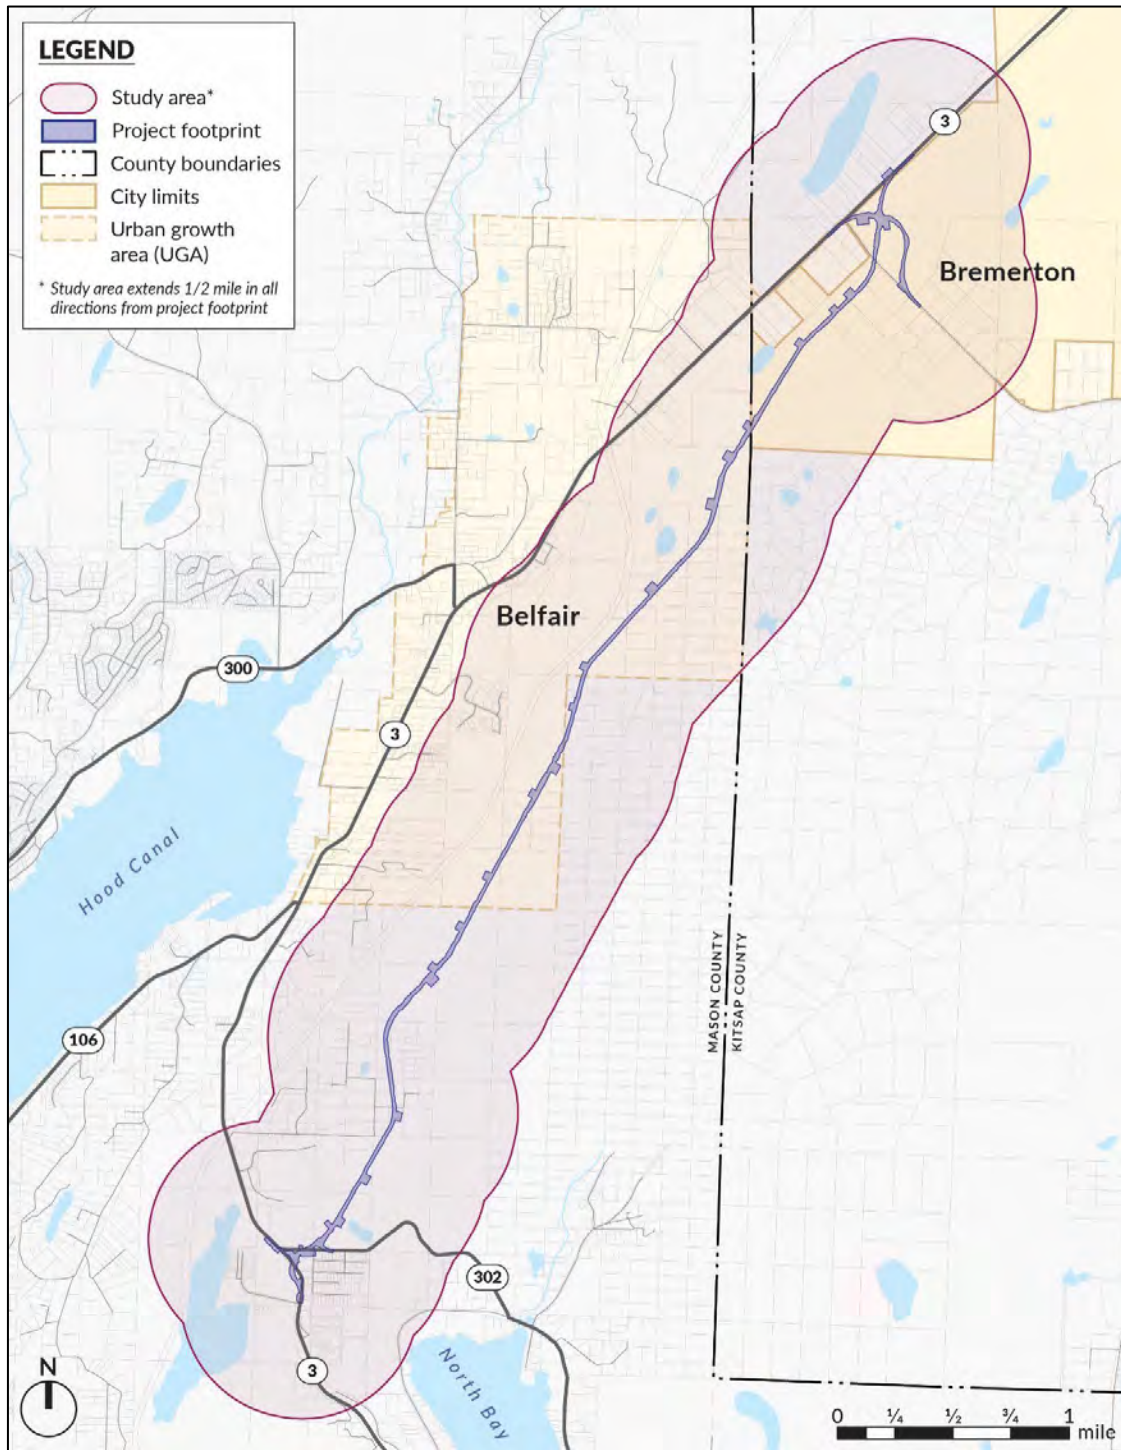 LEGEND
Study area*
Project footprint
County boundaries
City limits
Urban growth
area (UGA)
* Study area extends 1/2 mile in all
directions from project footprint
3
Bremerton
Belfair
300
3
Hood Canal
MASON COUNTY
KITSAP COUNTY
106
302
3
North Bay
N
0 ¼ ½ ¾ 1
mile